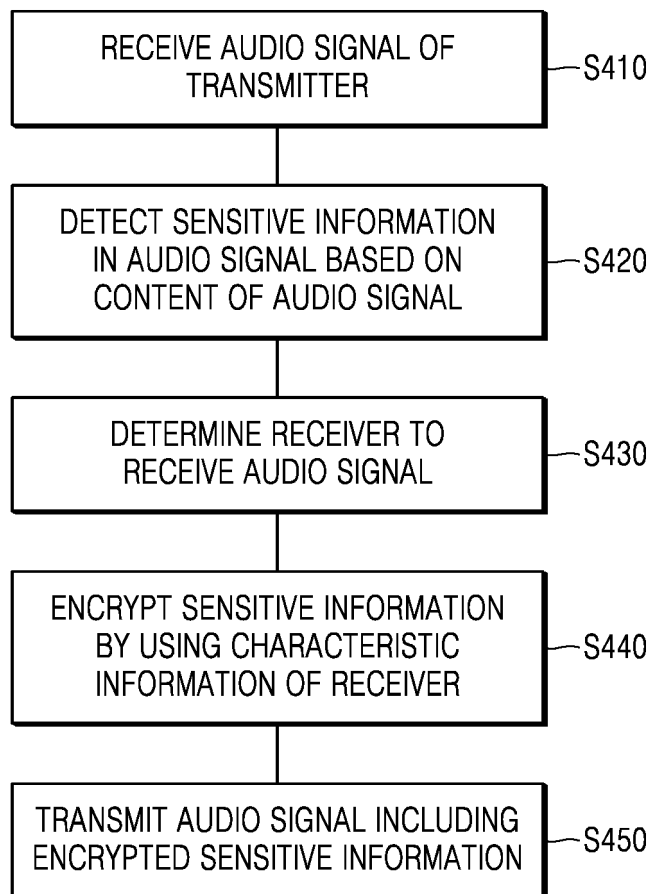 RECEIVE AUDIO SIGNAL OF
TRANSMITTER
S410
DETECT SENSITIVE INFORMATION
IN AUDIO SIGNAL BASED ON
CONTENT OF AUDIO SIGNAL
S420
DETERMINE RECEIVER TO
RECEIVE AUDIO SIGNAL
S430
ENCRYPT SENSITIVE INFORMATION
BY USING CHARACTERISTIC
INFORMATION OF RECEIVER
S440
TRANSMIT AUDIO SIGNAL INCLUDING
ENCRYPTED SENSITIVE INFORMATION
S450